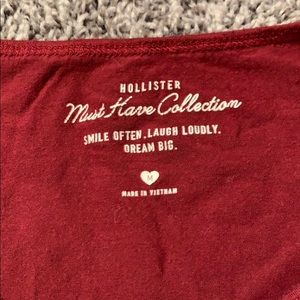 HOLLISTER
Must Have Collection
SMILE OFTEN. LAUGH LOUDLY.
DREAM BIG.
M
MADE IN VIETNAM